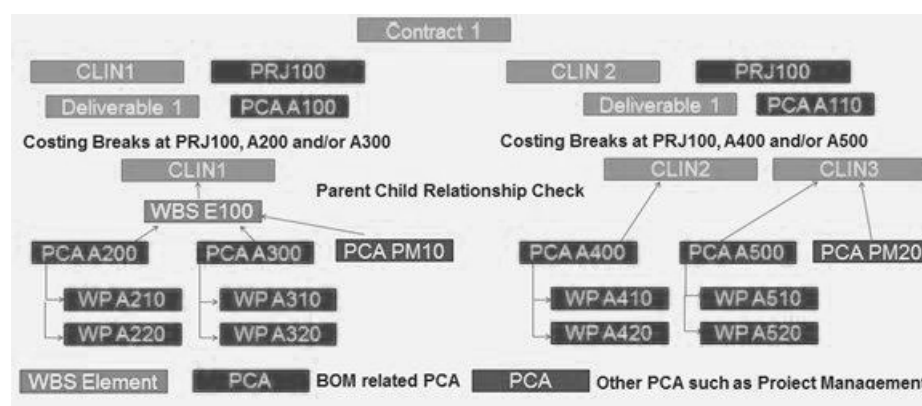 Contract 1
CLIN1 PRJ100 CLIN 2 PRJ100
Deliverable 1 PCA A100 Deliverable 1 PCA A110
Costing Breaks at PRJ100, A200 and/or A300 Costing Breaks at PRJ100, A400 and/or A500
CLIN1 CLIN2 CLIN3
Parent Child Relationship Check
WBS E100
PCA A200 PCA A300 PCA PM10 PCA A400 PCA A500 PCA PM20
WP A210 WP A310 WP A410 WP A510
WP A220 WP A320 WP A420 WP A520
WBS Element PCA BOM related PCA PCA Other PCA such as Project Management